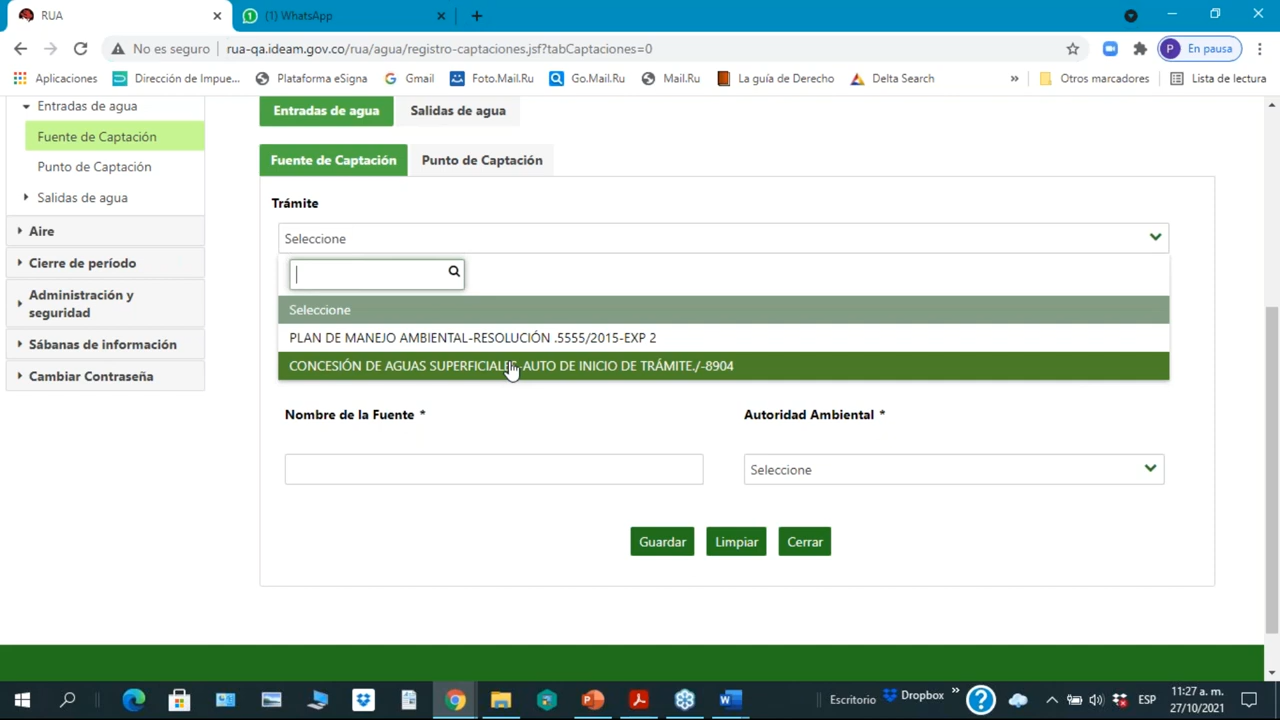 RUA
(1) WhatsApp
No es seguro
rua-qa.ideam.gov.co/rua/agua/registro-captaciones.jsf?tabCaptaciones=0
P En pausa
Aplicaciones
Dirección de Impue...
Plataforma eSigna
Gmail
Foto.Mail.Ru
Go.Mail.Ru
Mail.Ru
La guía de Derecho
Delta Search
»
Otros marcadores
Lista de lectura
Entradas de agua
Fuente de Captación
Punto de Captación
Salidas de agua
Aire
Cierre de período
Administración y
seguridad
Sábanas de información
Cambiar Contraseña
Entradas de agua
Salidas de agua
Fuente de Captación
Punto de Captación
Trámite
Seleccione
Seleccione
PLAN DE MANEJO AMBIENTAL-RESOLUCIÓN .5555/2015-EXP 2
CONCESIÓN DE AGUAS SUPERFICIALES-AUTO DE INICIO DE TRÁMITE./-8904
Nombre de la Fuente *
Autoridad Ambiental *
Seleccione
Guardar
Limpiar
Cerrar
Escritorio
Dropbox
»
ESP
11:27 a. m.
27/10/2021